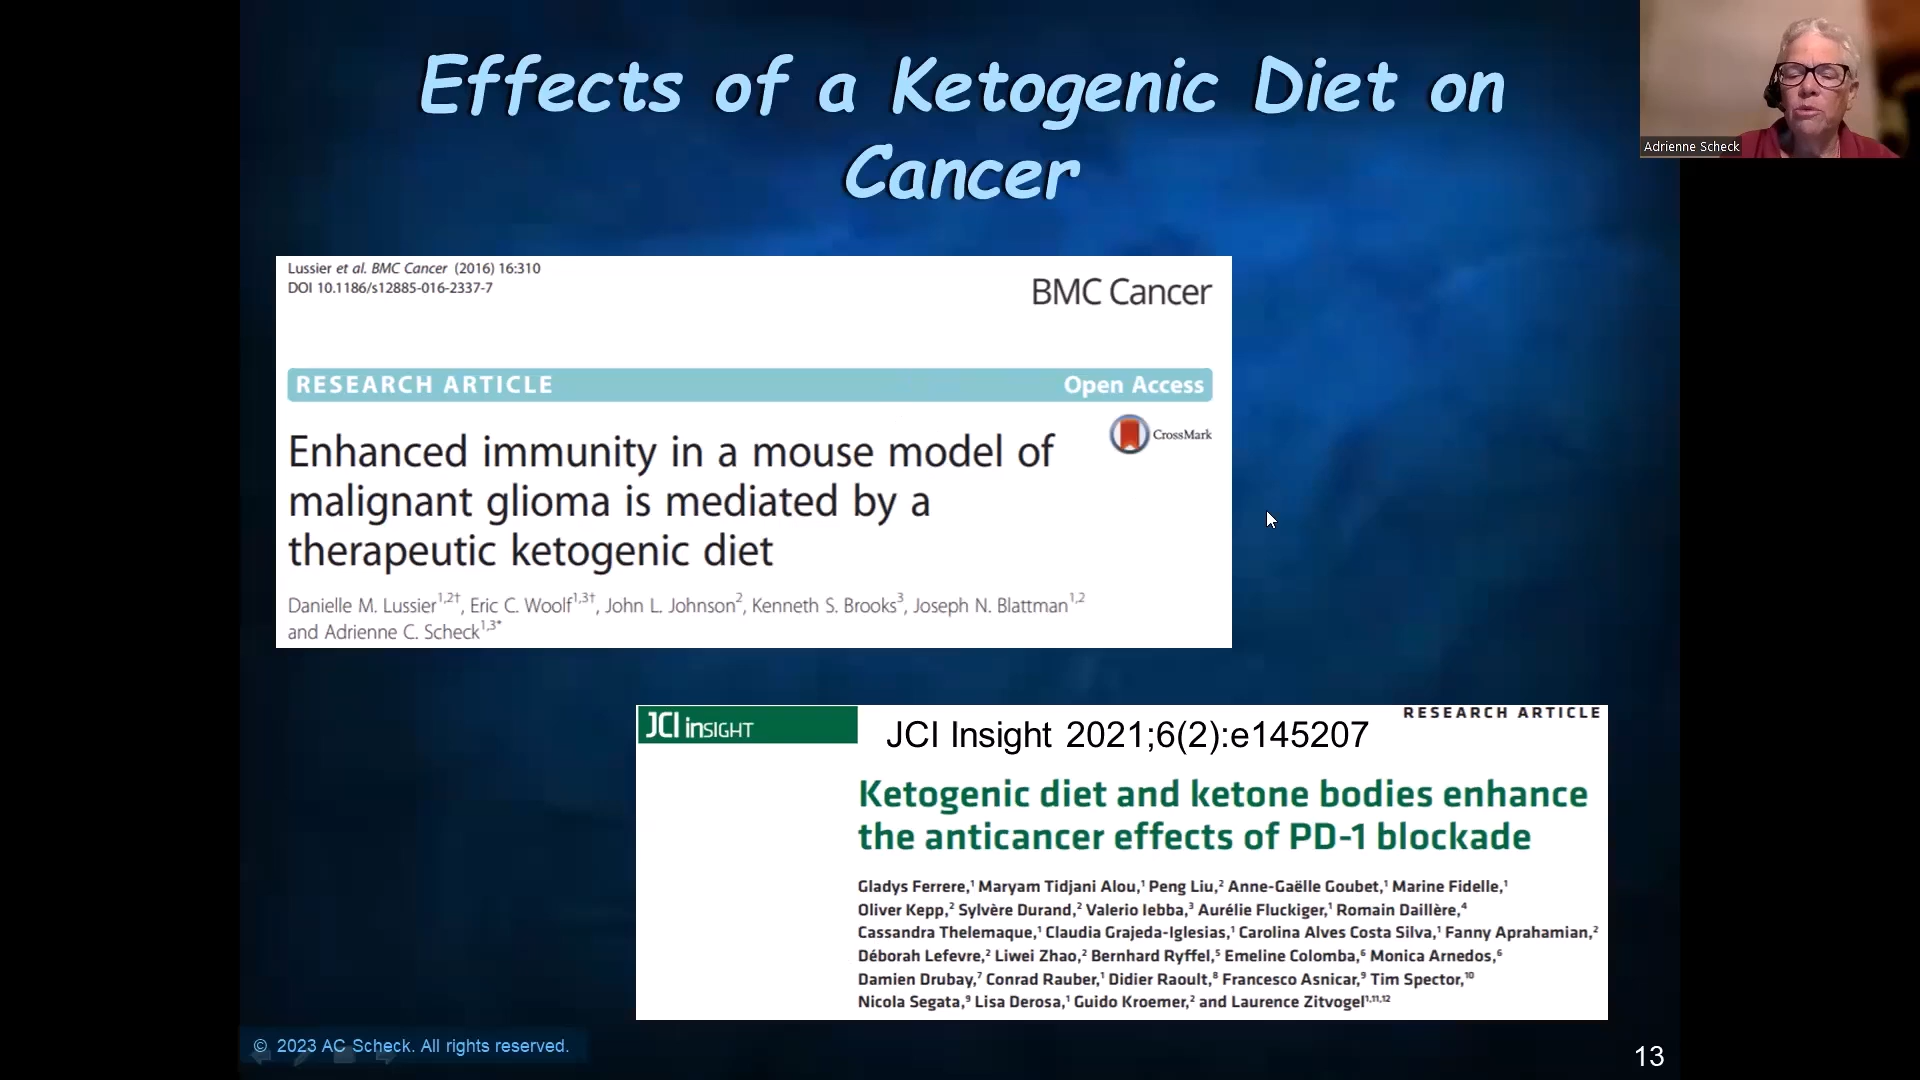 Effects of a Ketogenic Diet on
Cancer
Adrienne Scheck
Lussier et al. BMC Cancer (2016) 16:310
DOI 10.1186/s12885-016-2337-7
BMC Cancer
RESEARCH ARTICLE
Open Access
CrossMark
Enhanced immunity in a mouse model of
malignant glioma is mediated by a
therapeutic ketogenic diet
Danielle M. Lussier1,2†, Eric C. Woolf1,3†, John L. Johnson2, Kenneth S. Brooks3, Joseph N. Blattman1,2
and Adrienne C. Scheck1,3*
JCI insight
JCI Insight 2021;6(2):e145207
RESEARCH ARTICLE
Ketogenic diet and ketone bodies enhance
the anticancer effects of PD-1 blockade
Gladys Ferrere,1 Maryam Tidjani Alou,1 Peng Liu,2 Anne-Gaëlle Goubet,1 Marine Fidelle,1
Oliver Kepp,2 Sylvère Durand,2 Valerio Iebba,3 Aurélie Fluckiger,1 Romain Daillère,4
Cassandra Thelemaque,1 Claudia Grajeda-Iglesias,1 Carolina Alves Costa Silva,1 Fanny Aprahamian,2
Déborah Lefevre,2 Liwei Zhao,2 Bernhard Ryffel,5 Emeline Colomba,6 Monica Arnedos,6
Damien Drubay,7 Conrad Rauber,1 Didier Raoult,8 Francesco Asnicar,9 Tim Spector,10
Nicola Segata,9 Lisa Derosa,1 Guido Kroemer,2 and Laurence Zitvogel1,11,12
© 2023 AC Scheck. All rights reserved.
13